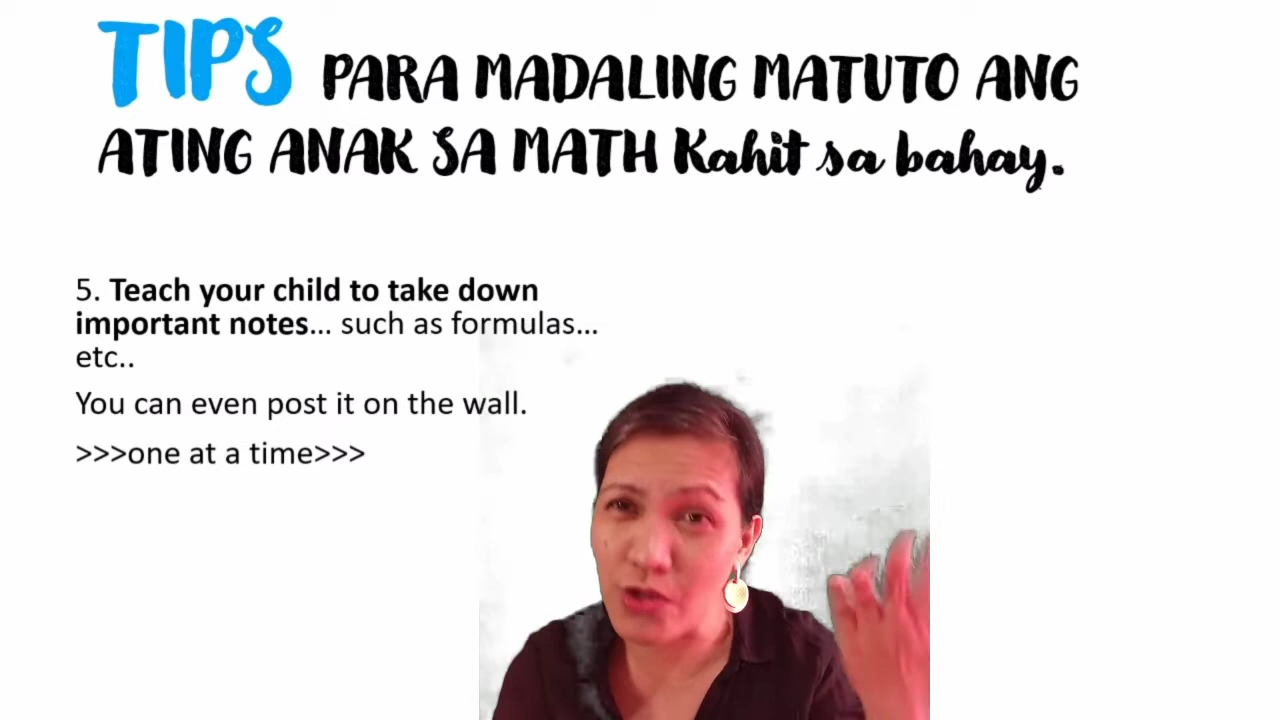 TIPS PARA MADALING MATUTO ANG
ATING ANAK SA MATH Kahit sa bahay.
5. Teach your child to take down
important notes... such as formulas...
etc..
You can even post it on the wall.
>>>one at a time>>>